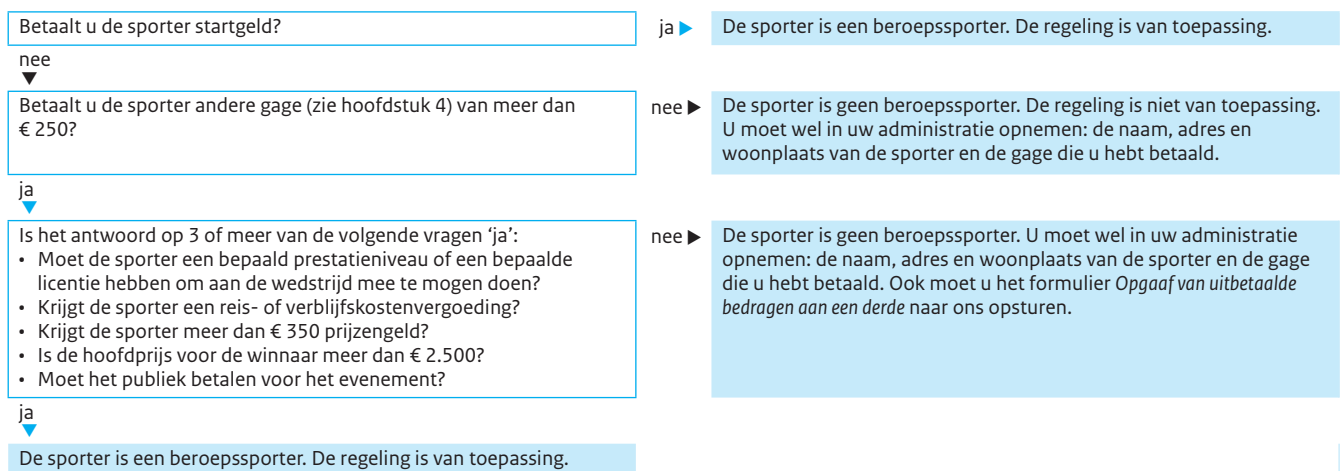 Betaalt u de sporter startgeld?
ja ▶
De sporter is een beroepssporter. De regeling is van toepassing.
nee
▼
Betaalt u de sporter andere gage (zie hoofdstuk 4) van meer dan
€ 250?
nee ▶
De sporter is geen beroepssporter. De regeling is niet van toepassing.
U moet wel in uw administratie opnemen: de naam, adres en
woonplaats van de sporter en de gage die u hebt betaald.
ja
▼
Is het antwoord op 3 of meer van de volgende vragen ‘ja’:
• Moet de sporter een bepaald prestatieniveau of een bepaalde
licentie hebben om aan de wedstrijd mee te mogen doen?
• Krijgt de sporter een reis- of verblijfskostenvergoeding?
• Krijgt de sporter meer dan € 350 prijzengeld?
• Is de hoofdprijs voor de winnaar meer dan € 2.500?
• Moet het publiek betalen voor het evenement?
nee ▶
De sporter is geen beroepssporter. U moet wel in uw administratie
opnemen: de naam, adres en woonplaats van de sporter en de gage
die u hebt betaald. Ook moet u het formulier Opgaaf van uitbetaalde
bedragen aan een derde naar ons opsturen.
ja
▼
De sporter is een beroepssporter. De regeling is van toepassing.